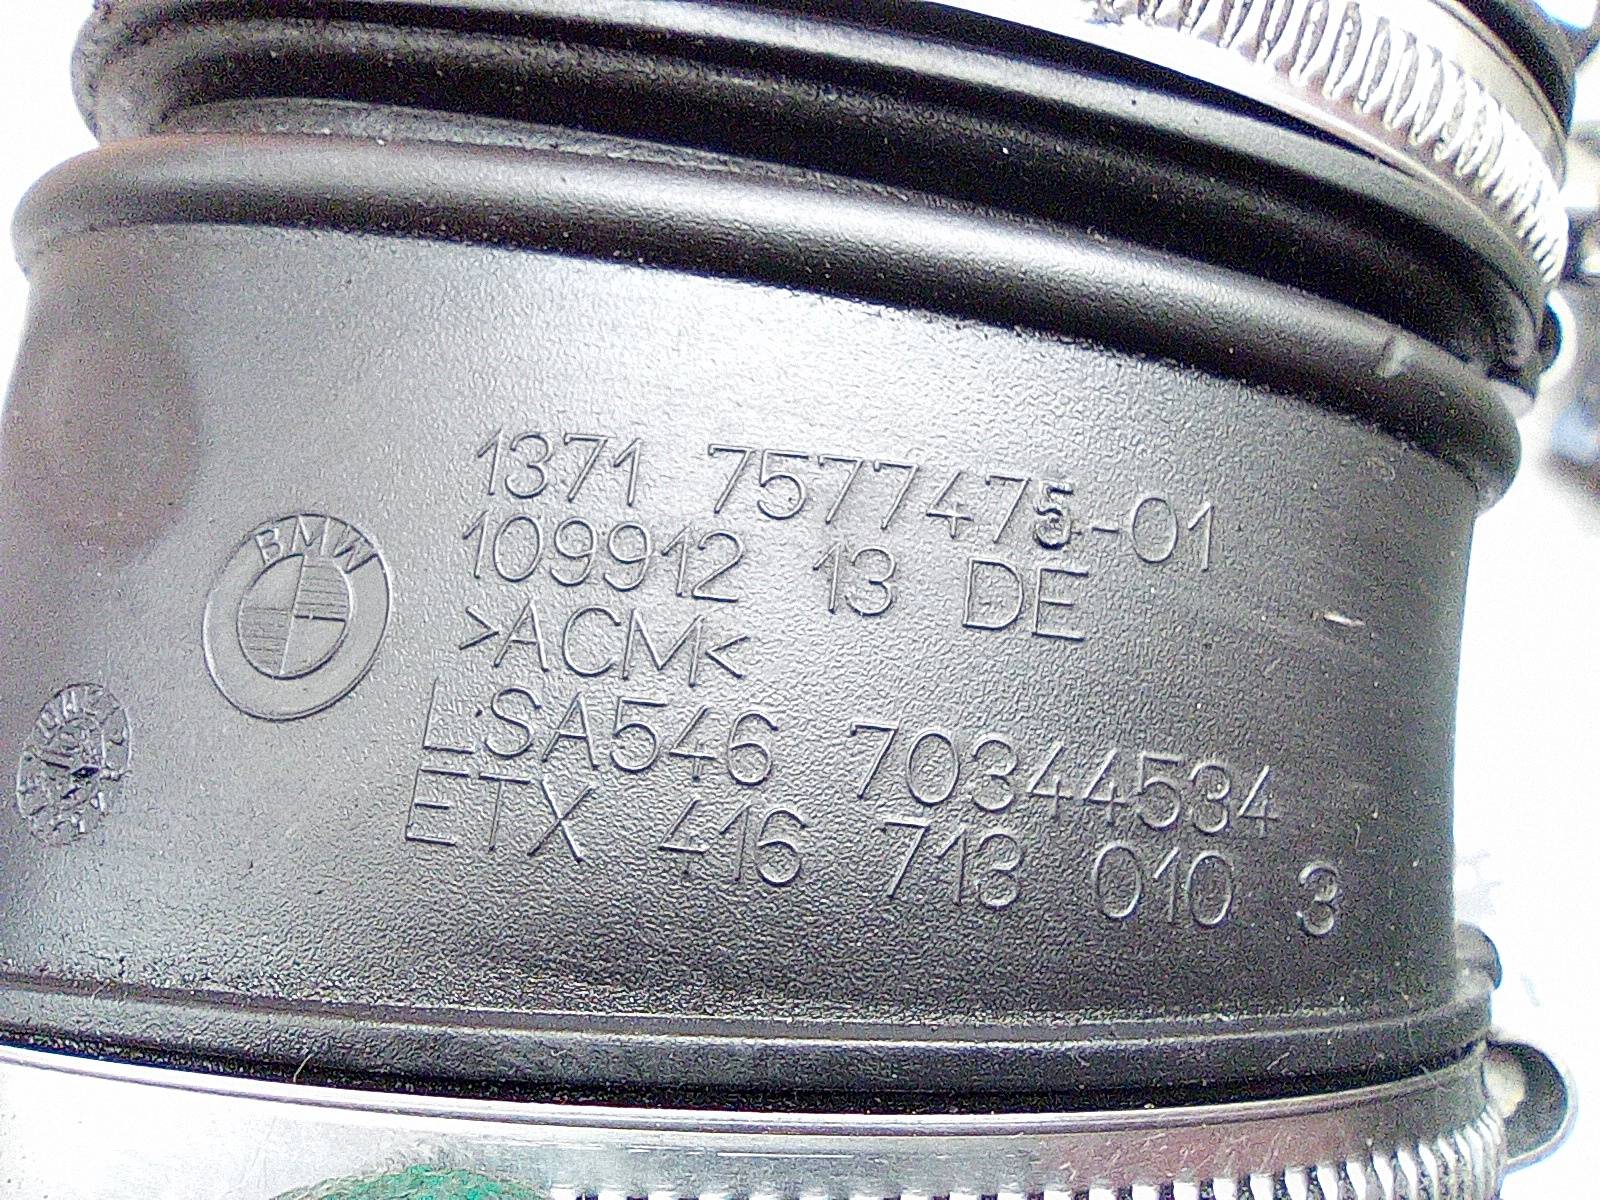 BMW
1371 7577475-01
109912 13 DE
>ACM<
LSA546 70344534
ETX 416 713 010 3